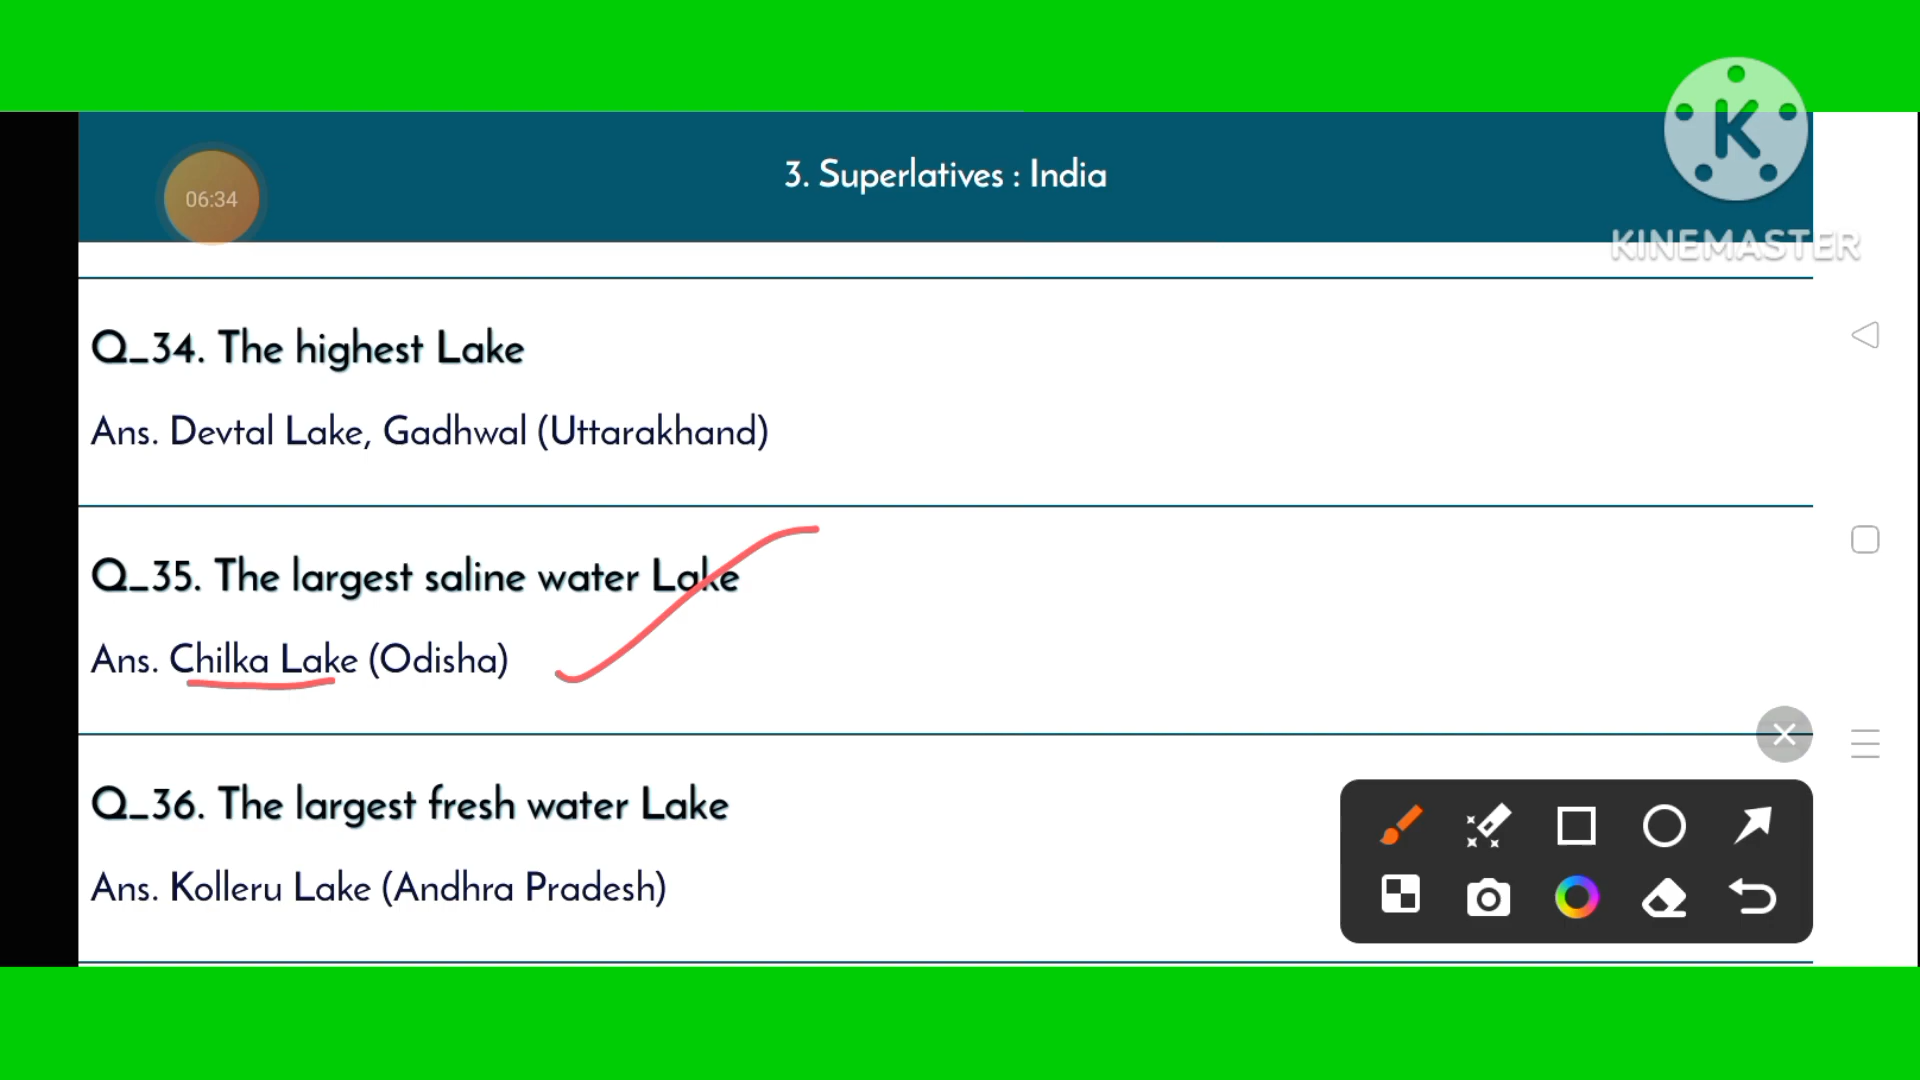 3. Superlatives : India
06:34
K
KINEMASTER
Q_34. The highest Lake
Ans. Devtal Lake, Gadhwal (Uttarakhand)
Q_35. The largest saline water Lake
Ans. Chilka Lake (Odisha)
Q_36. The largest fresh water Lake
Ans. Kolleru Lake (Andhra Pradesh)